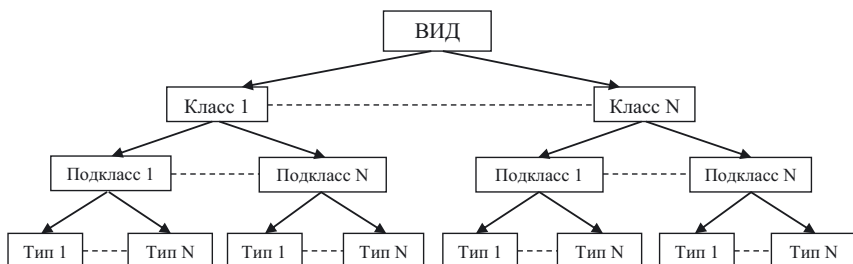 ВИД
Класс 1 Класс N
Подкласс 1 Подкласс N Подкласс 1 Подкласс N
Тип 1 Тип N Тип 1 Тип N Тип 1 Тип N Тип 1 Тип N